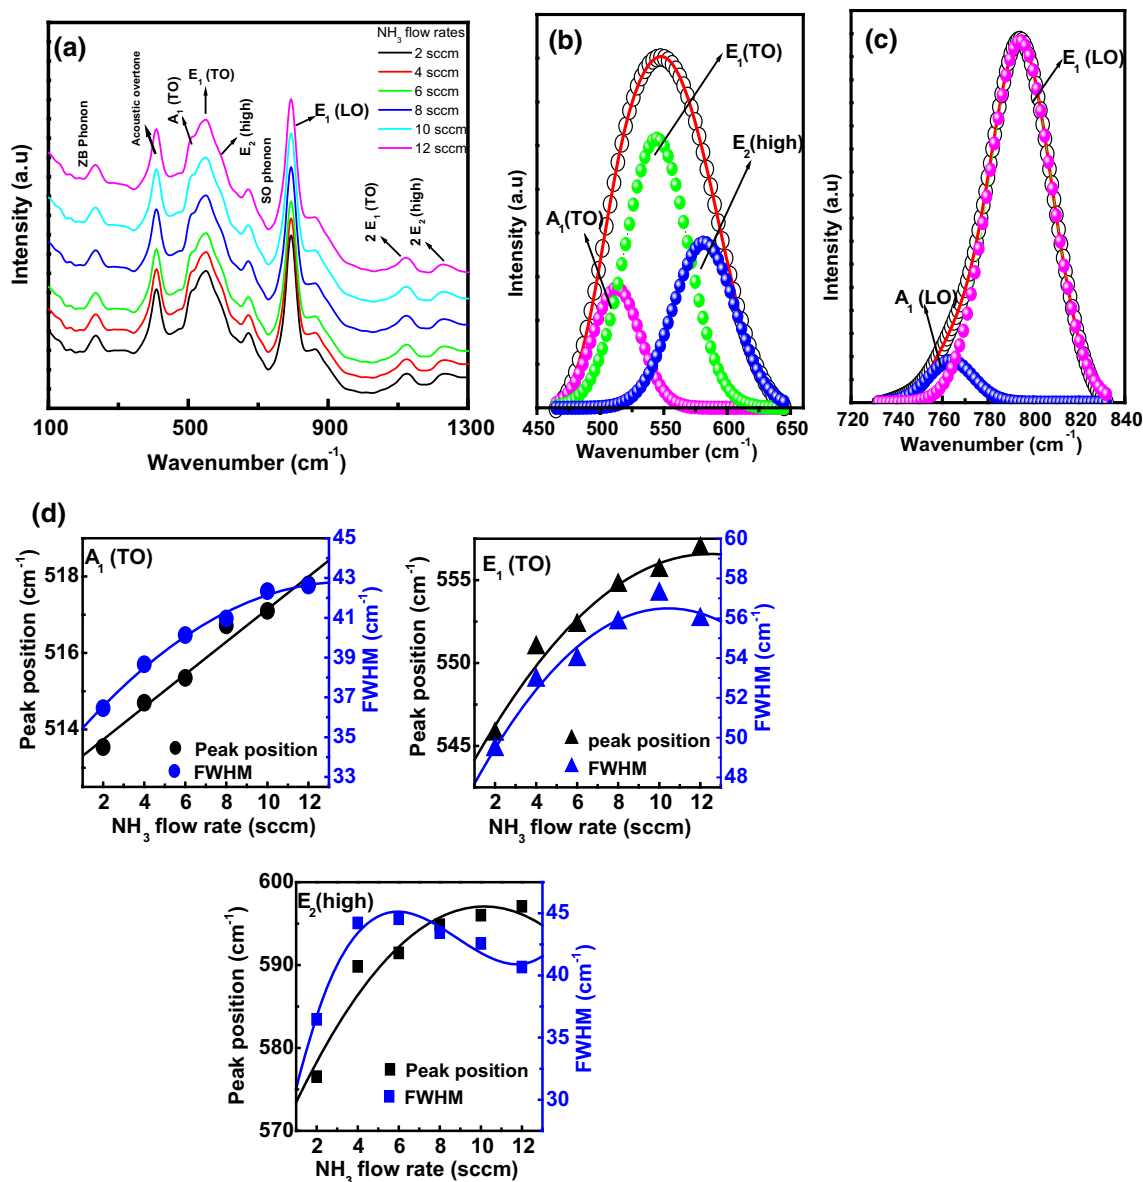 (a)
NH3 flow rates
2 sccm
4 sccm
6 sccm
8 sccm
10 sccm
12 sccm
ZB Phonon
Acoustic overtone
A1 (TO)
E1 (TO)
E2 (high)
SO phonon
E1 (LO)
2 E1 (TO)
2 E2 (high)
Intensity (a.u)
100 500 900 1300
Wavenumber (cm-1)
(b)
E1(TO)
E2(high)
A1(TO)
Intensity (a.u)
450 500 550 600 650
Wavenumber (cm-1)
(c)
E1 (LO)
A1 (LO)
Intensity (a.u)
720 740 760 780 800 820 840
Wavenumber (cm-1)
(d)
A1 (TO)
Peak position (cm-1)
518
516
514
45
43
41
39
37
35
33
FWHM (cm-1)
Peak position
FWHM
2 4 6 8 10 12
NH3 flow rate (sccm)
E1 (TO)
Peak position (cm-1)
555
550
545
60
59
58
56
54
52
50
49
48
FWHM (cm-1)
peak position
FWHM
2 4 6 8 10 12
NH3 flow rate (sccm)
E2(high)
Peak position (cm-1)
600
590
580
570
45
40
35
30
FWHM (cm-1)
Peak position
FWHM
2 4 6 8 10 12
NH3 flow rate (sccm)